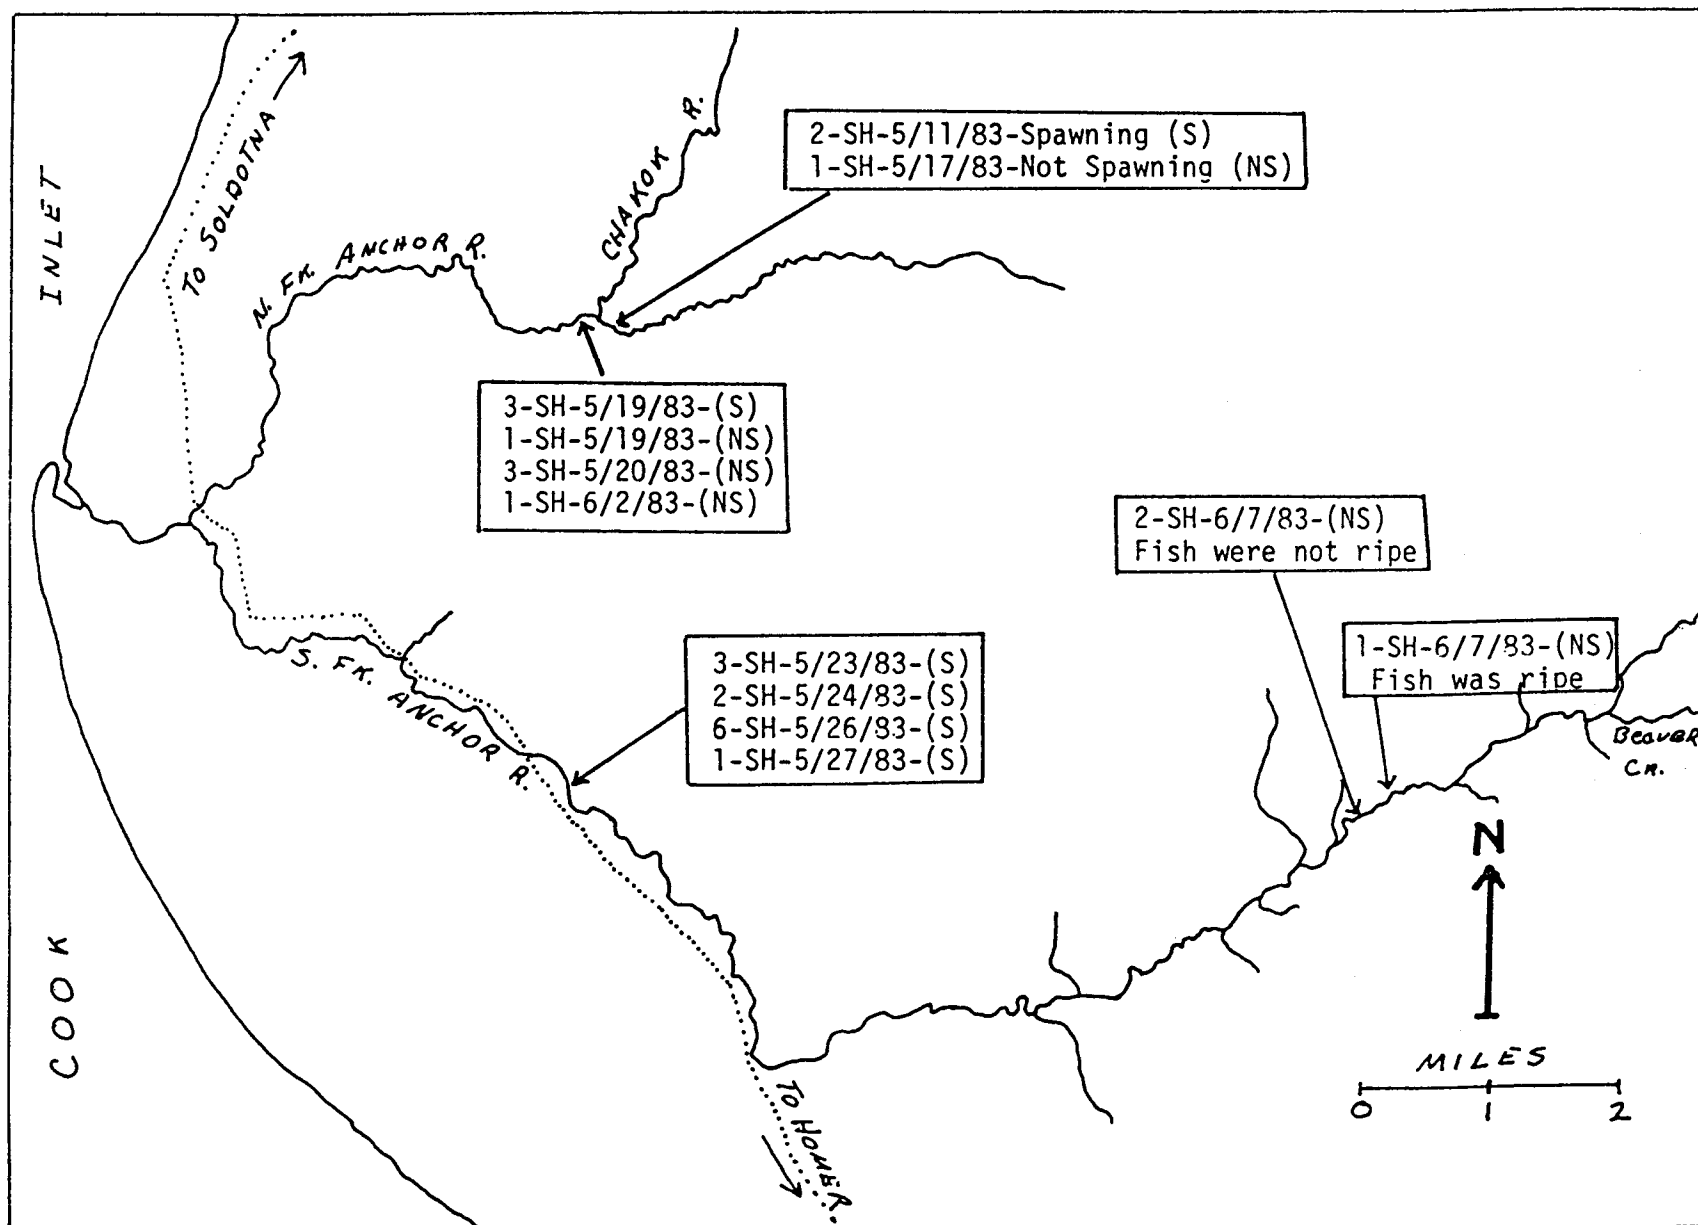 INLET
COOK
TO SOLDOTNA
N. FK. ANCHOR R.
CHAKOK R.
2-SH-5/11/83-Spawning (S)
1-SH-5/17/83-Not Spawning (NS)
3-SH-5/19/83-(S)
1-SH-5/19/83-(NS)
3-SH-5/20/83-(NS)
1-SH-6/2/83-(NS)
2-SH-6/7/83-(NS)
Fish were not ripe
1-SH-6/7/83-(NS)
Fish was ripe
S. FK. ANCHOR R.
3-SH-5/23/83-(S)
2-SH-5/24/83-(S)
6-SH-5/26/83-(S)
1-SH-5/27/83-(S)
BEAVER
CR.
N
MILES
0 1 2
TO HOMER